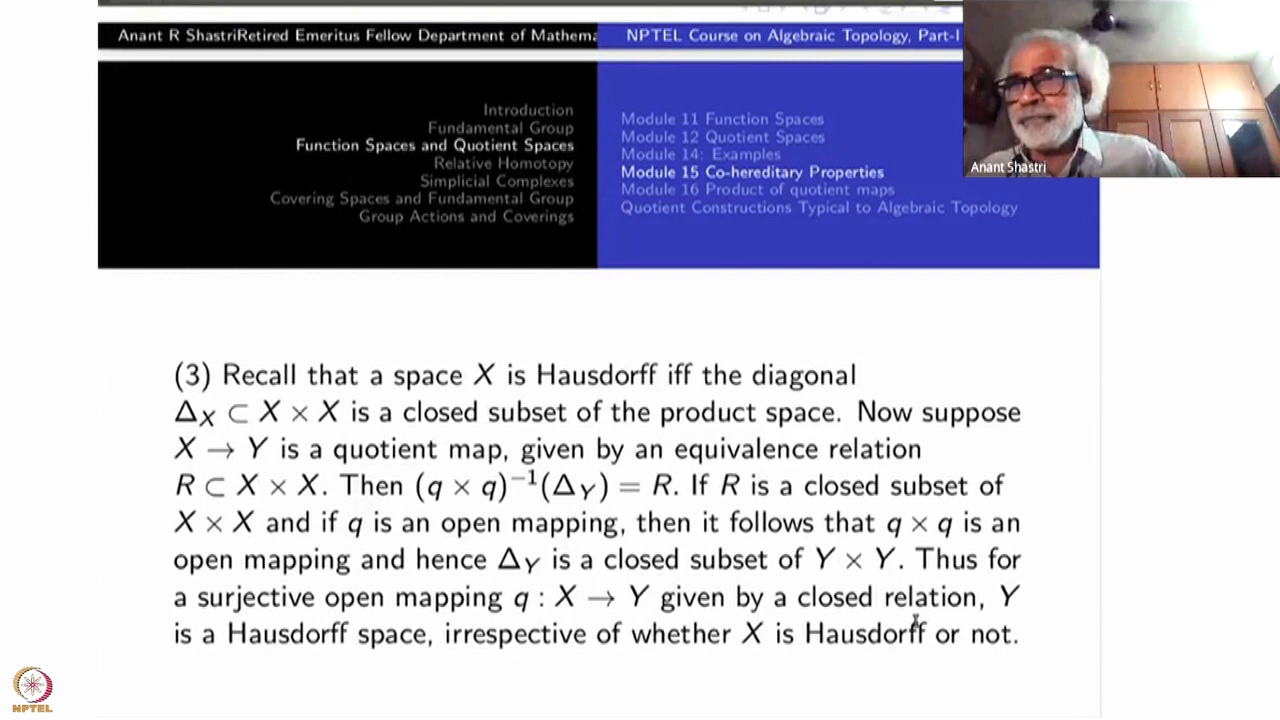 Anant R ShastriRetired Emeritus Fellow Department of Mathema
NPTEL Course on Algebraic Topology, Part-I
Introduction
Fundamental Group
Function Spaces and Quotient Spaces
Relative Homotopy
Simplicial Complexes
Covering Spaces and Fundamental Group
Group Actions and Coverings
Module 11 Function Spaces
Module 12 Quotient Spaces
Module 14: Examples
Module 15 Co-hereditary Properties
Module 16 Product of quotient maps
Quotient Constructions Typical to Algebraic Topology
Anant Shastri
(3) Recall that a space X is Hausdorff iff the diagonal
Δ_X ⊂ X × X is a closed subset of the product space. Now suppose
X → Y is a quotient map, given by an equivalence relation
R ⊂ X × X. Then (q × q)⁻¹(Δ_Y) = R. If R is a closed subset of
X × X and if q is an open mapping, then it follows that q × q is an
open mapping and hence Δ_Y is a closed subset of Y × Y. Thus for
a surjective open mapping q : X → Y given by a closed relation, Y
is a Hausdorff space, irrespective of whether X is Hausdorff or not.
NPTEL